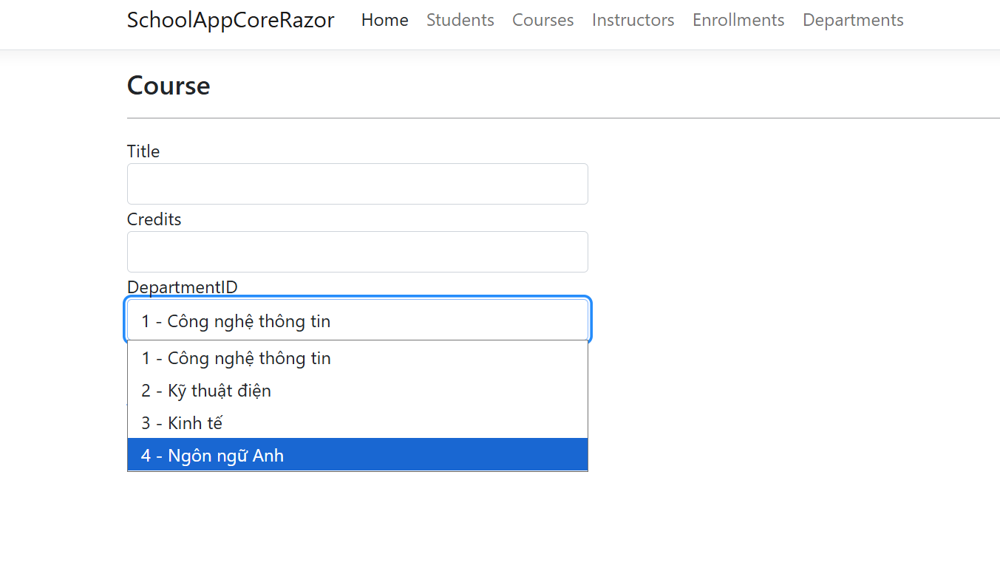 SchoolAppCoreRazor Home Students Courses Instructors Enrollments Departments
Course
Title
Credits
DepartmentID
1 - Công nghệ thông tin
1 - Công nghệ thông tin
2 - Kỹ thuật điện
3 - Kinh tế
4 - Ngôn ngữ Anh